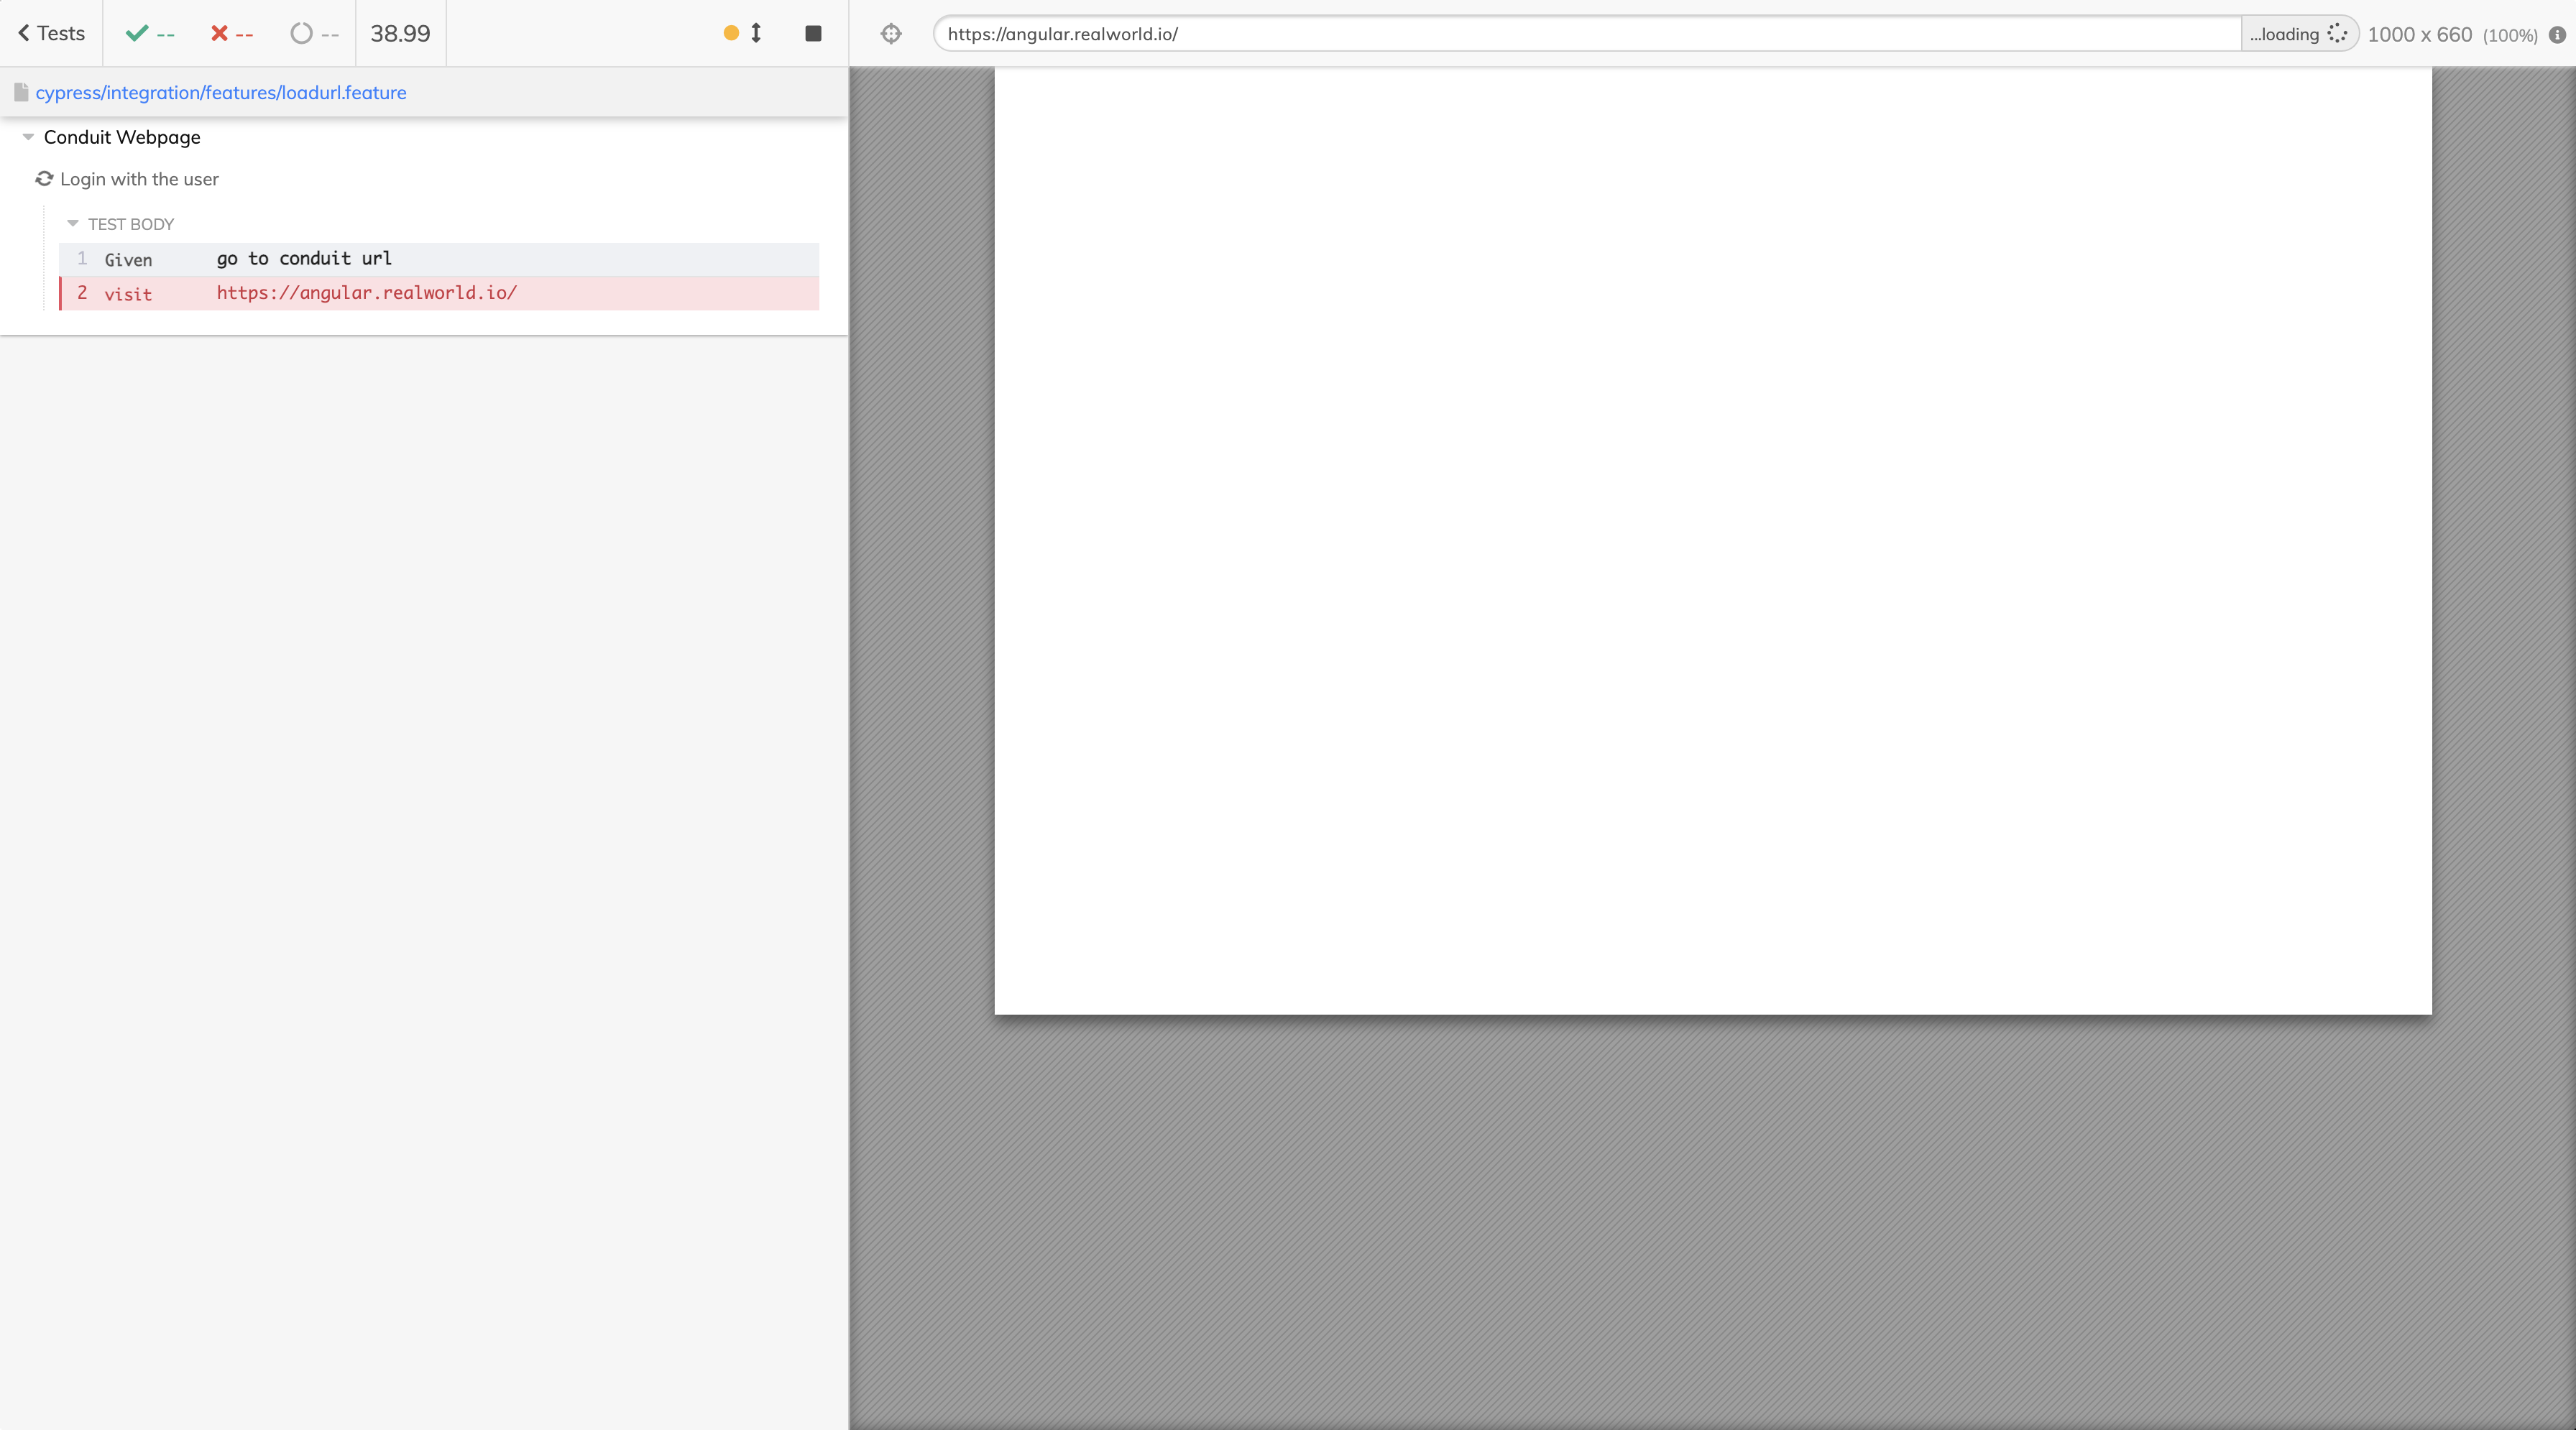 Tests -- -- -- 38.99
https://angular.realworld.io/ ...loading 1000 x 660 (100%)
cypress/integration/features/loadurl.feature
Conduit Webpage
Login with the user
TEST BODY
1 Given go to conduit url
2 visit https://angular.realworld.io/